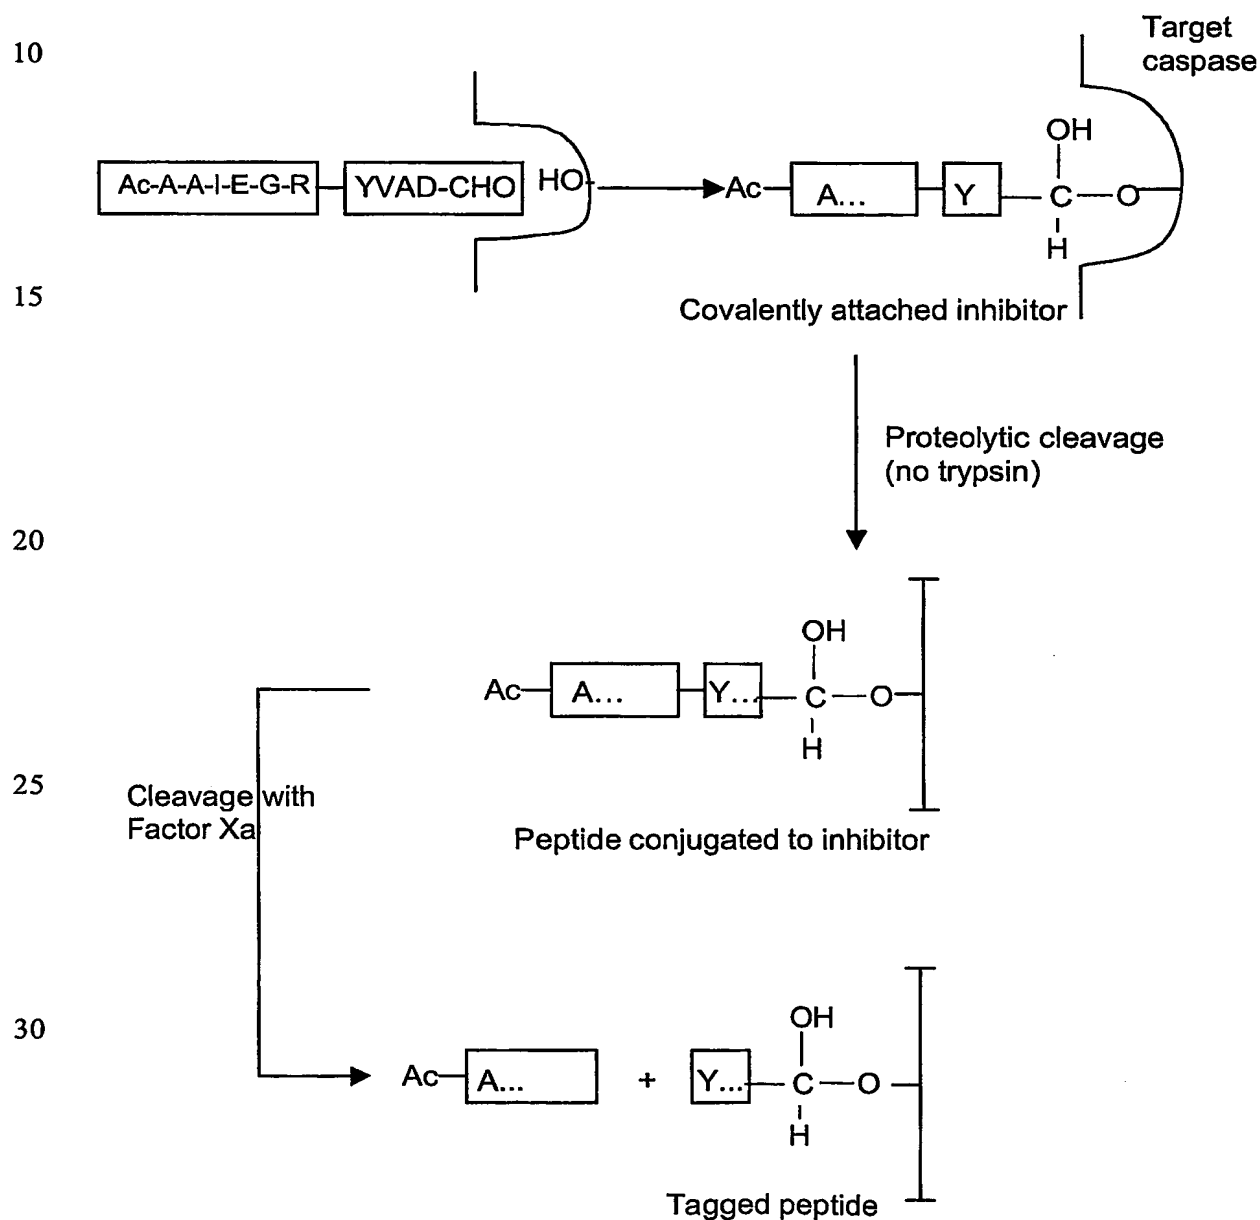 Target
caspase
10
OH
Ac-A-A-I-E-G-R YVAD-CHO HO Ac A... Y C O
H
15
Covalently attached inhibitor
Proteolytic cleavage
(no trypsin)
20
OH
Ac A... Y... C O
H
25
Cleavage with
Factor Xa
Peptide conjugated to inhibitor
30
OH
Ac A... + Y... C O
H
Tagged peptide